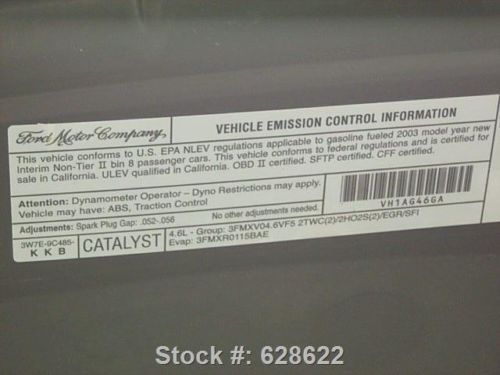 Ford Motor Company,
VEHICLE EMISSION CONTROL INFORMATION
This vehicle conforms to U.S. EPA NLEV regulations applicable to gasoline fueled 2003 model year new
Interim Non-Tier II bin 8 passenger cars. This vehicle conforms to federal regulations and is certified for
sale in California. ULEV qualified in California. OBD II certified. SFTP certified. CFF certified.
Attention: Dynamometer Operator - Dyno Restrictions may apply.
Vehicle may have: ABS, Traction Control
VH1AG46GA
Adjustments: Spark Plug Gap: .052-.056
No other adjustments needed.
3W7E-9C485-
K K B
CATALYST
4.6L - Group: 3FMXV04.6VF5 2TWC(2)/2HO2S(2)/EGR/SFI
Evap: 3FMXR0115BAE
Stock #: 628622